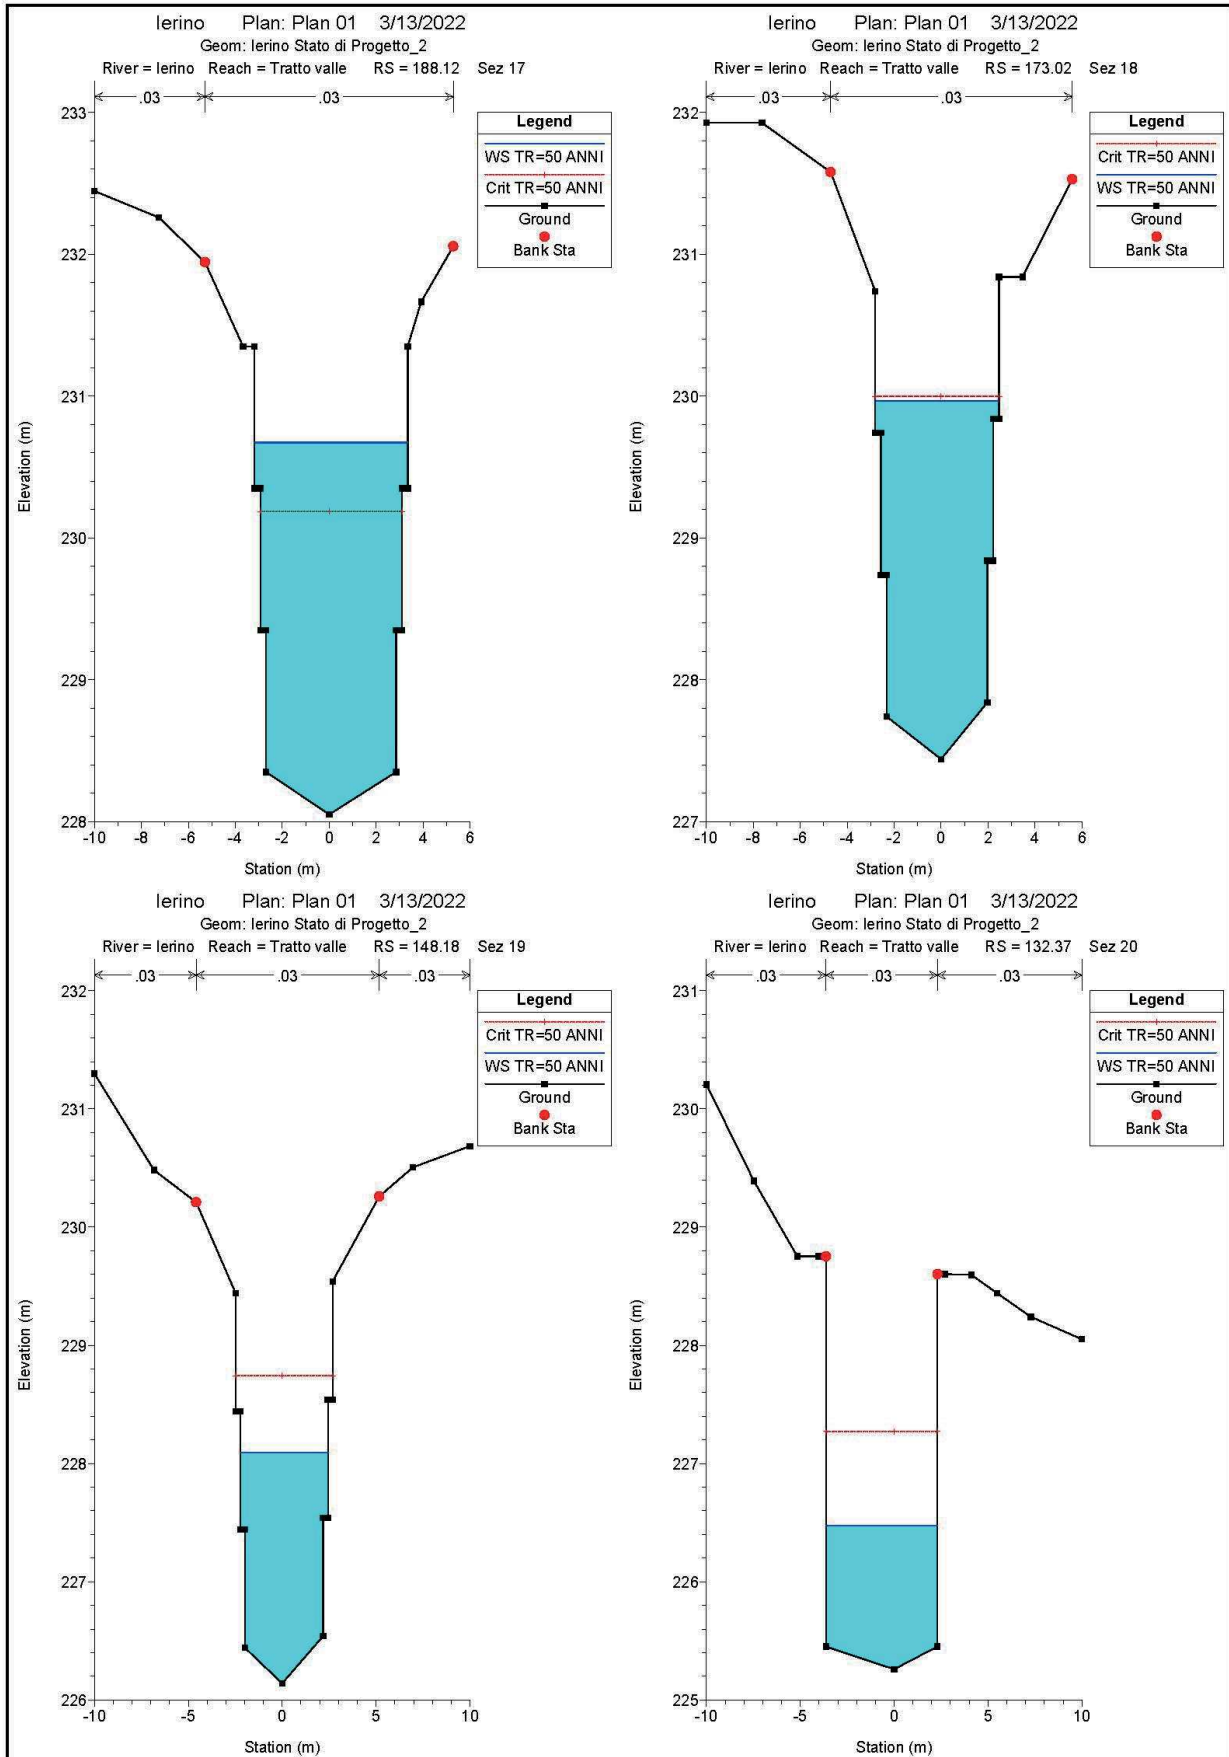 Ierino Plan: Plan 01 3/13/2022
Geom: Ierino Stato di Progetto_2
River = Ierino Reach = Tratto valle RS = 188.12 Sez 17
.03 .03
233
232
231
230
229
228
Elevation (m)
-10 -8 -6 -4 -2 0 2 4 6
Station (m)
Legend
WS TR=50 ANNI
Crit TR=50 ANNI
Ground
Bank Sta
Ierino Plan: Plan 01 3/13/2022
Geom: Ierino Stato di Progetto_2
River = Ierino Reach = Tratto valle RS = 173.02 Sez 18
.03 .03
232
231
230
229
228
227
Elevation (m)
-10 -8 -6 -4 -2 0 2 4 6
Station (m)
Legend
Crit TR=50 ANNI
WS TR=50 ANNI
Ground
Bank Sta
Ierino Plan: Plan 01 3/13/2022
Geom: Ierino Stato di Progetto_2
River = Ierino Reach = Tratto valle RS = 148.18 Sez 19
.03 .03 .03
232
231
230
229
228
227
226
Elevation (m)
-10 -5 0 5 10
Station (m)
Legend
Crit TR=50 ANNI
WS TR=50 ANNI
Ground
Bank Sta
Ierino Plan: Plan 01 3/13/2022
Geom: Ierino Stato di Progetto_2
River = Ierino Reach = Tratto valle RS = 132.37 Sez 20
.03 .03 .03
231
230
229
228
227
226
225
Elevation (m)
-10 -5 0 5 10
Station (m)
Legend
Crit TR=50 ANNI
WS TR=50 ANNI
Ground
Bank Sta